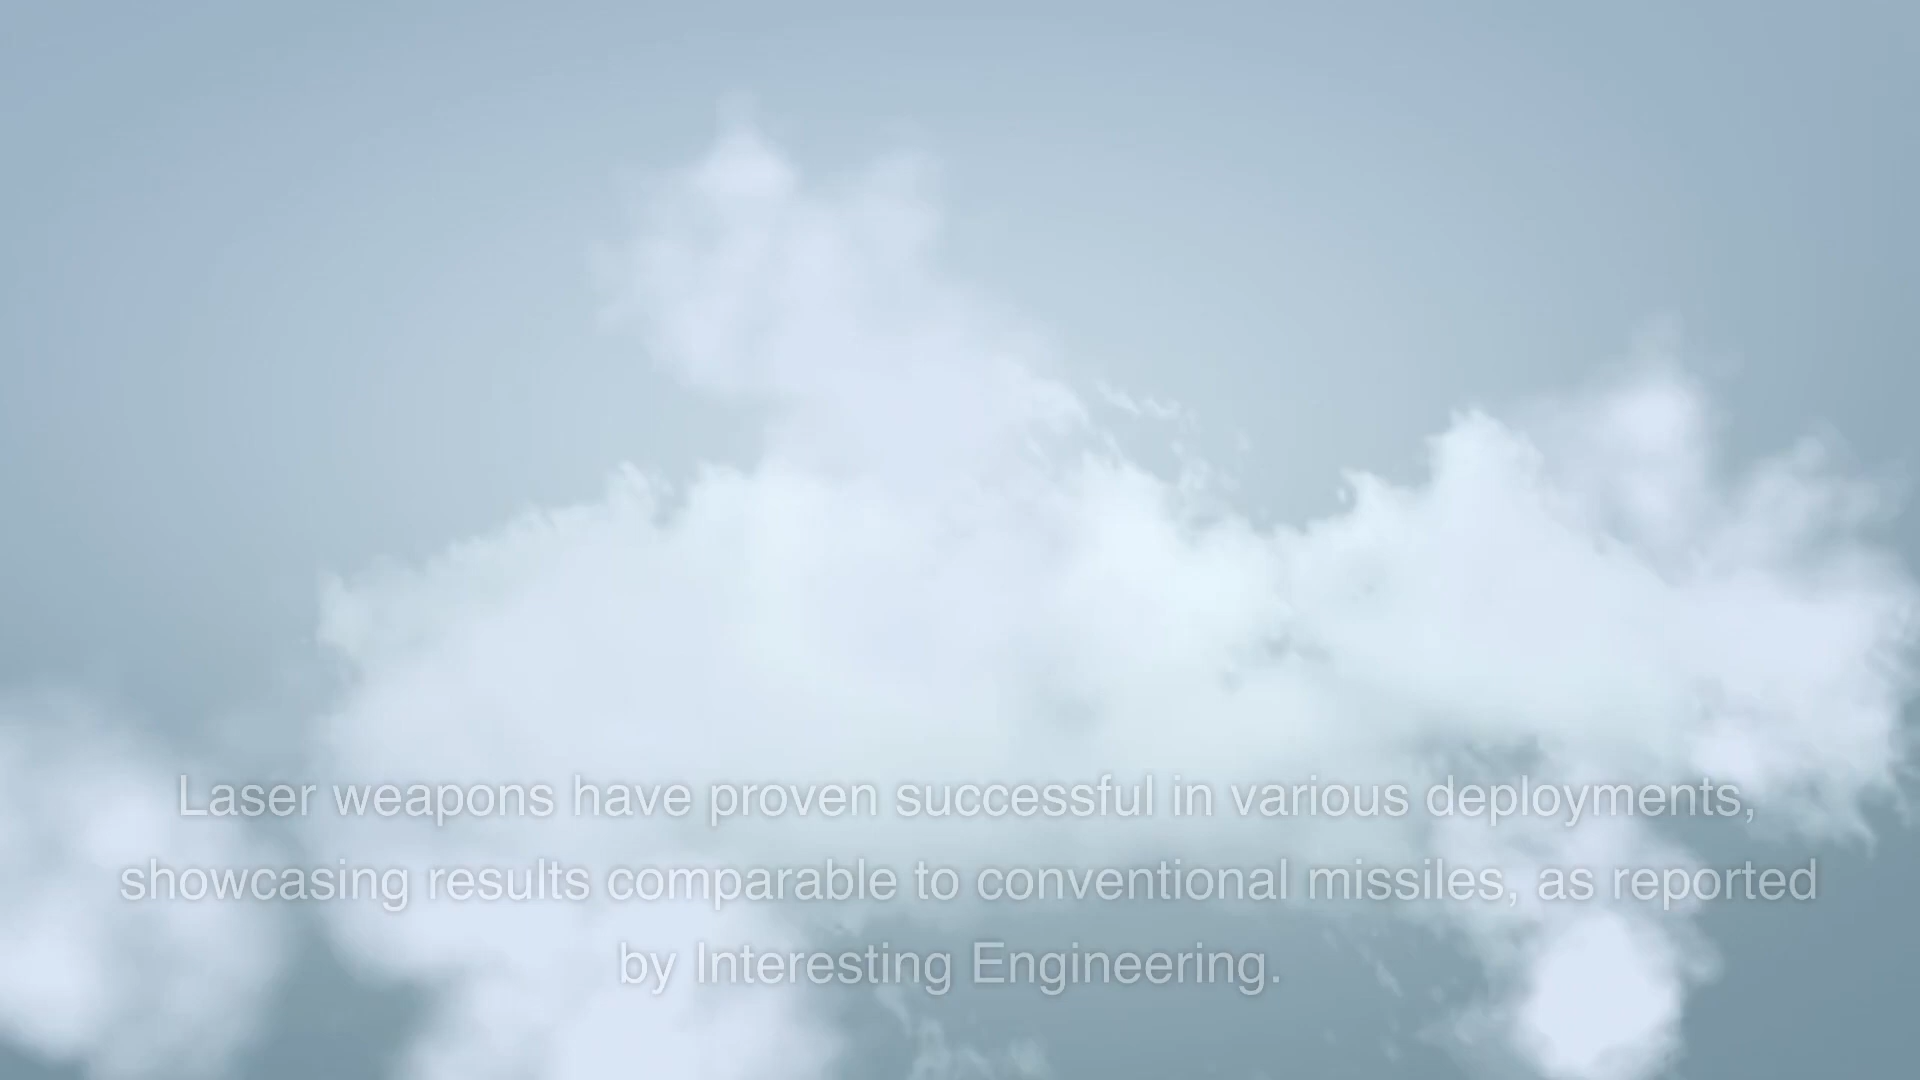 Laser weapons have proven successful in various deployments,
showcasing results comparable to conventional missiles, as reported
by Interesting Engineering.